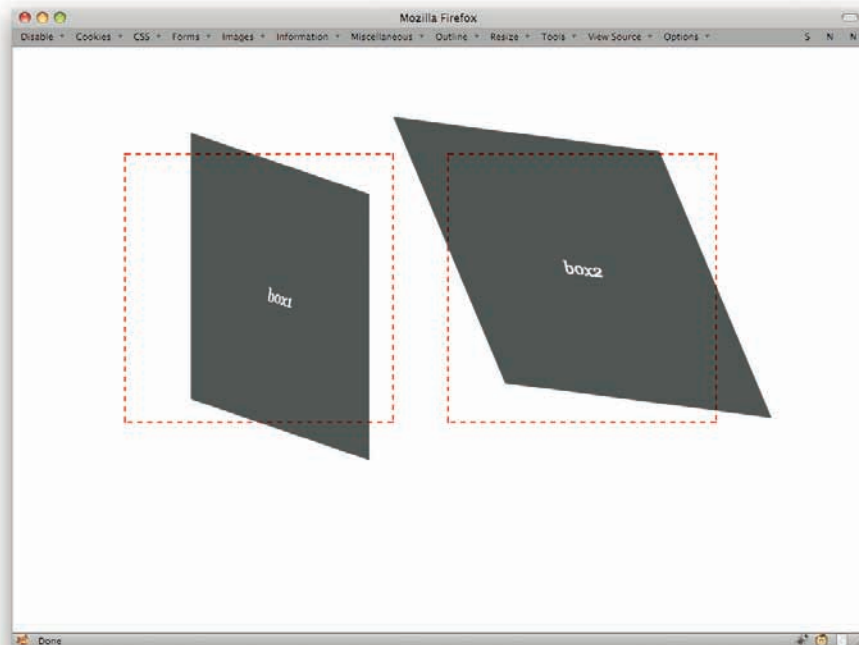 Mozilla Firefox
Disable Cookies CSS Forms Images Information Miscellaneous Outline Resize Tools View Source Options S N N
box1
box2
Done